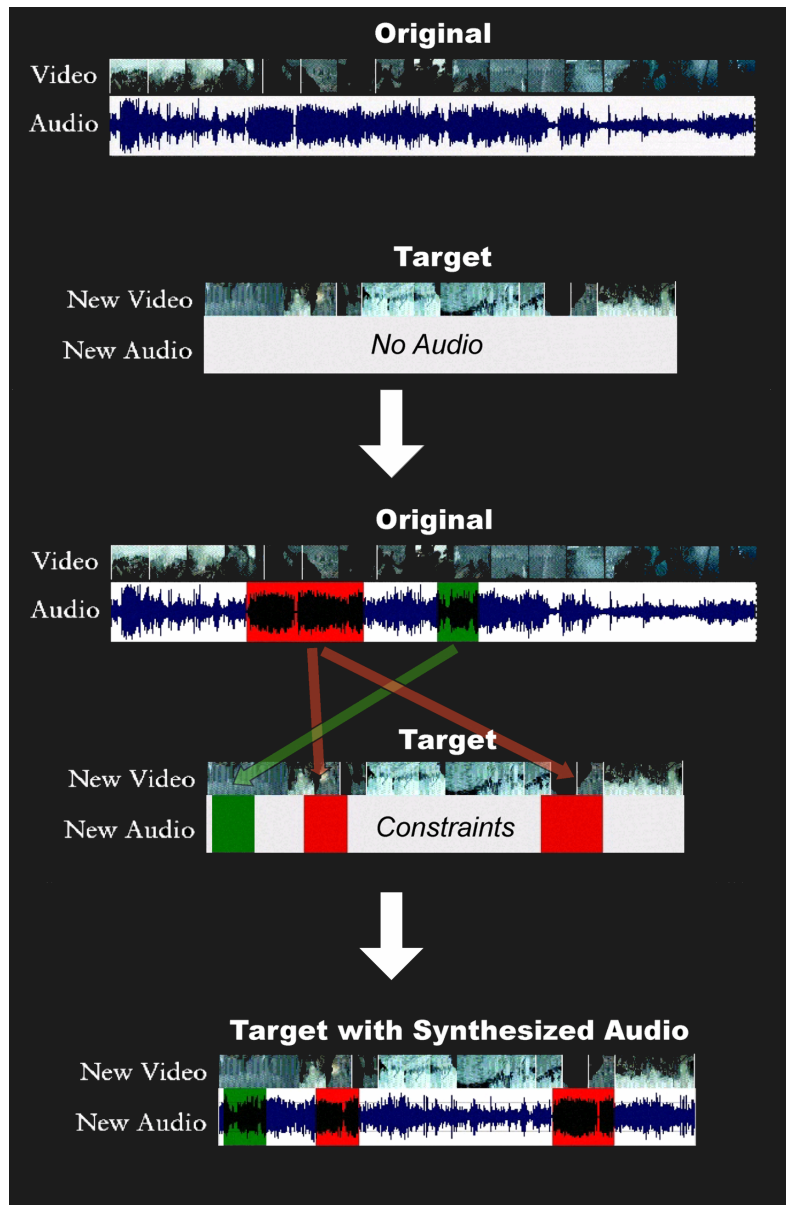 Original
Video
Audio
Target
New Video
New Audio
No Audio
Original
Video
Audio
Target
New Video
New Audio
Constraints
Target with Synthesized Audio
New Video
New Audio